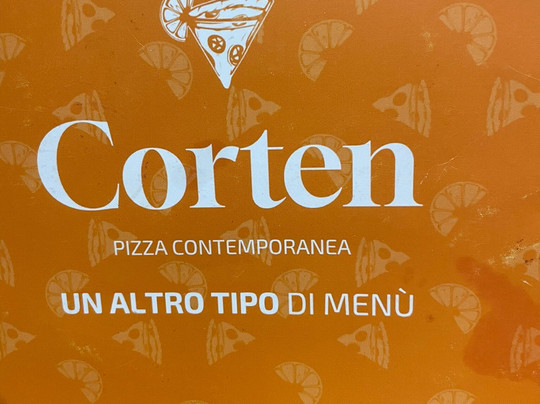 Corten
PIZZA CONTEMPORANEA
UN ALTRO TIPO DI MENÙ